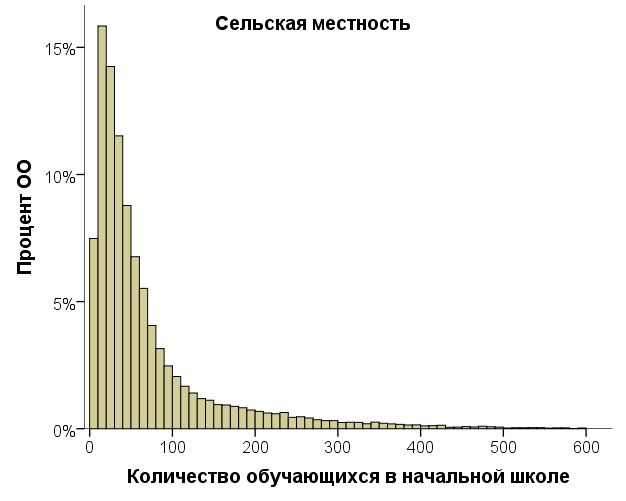 Сельская местность
Процент ОО
15%
10%
5%
0%
0 100 200 300 400 500 600
Количество обучающихся в начальной школе